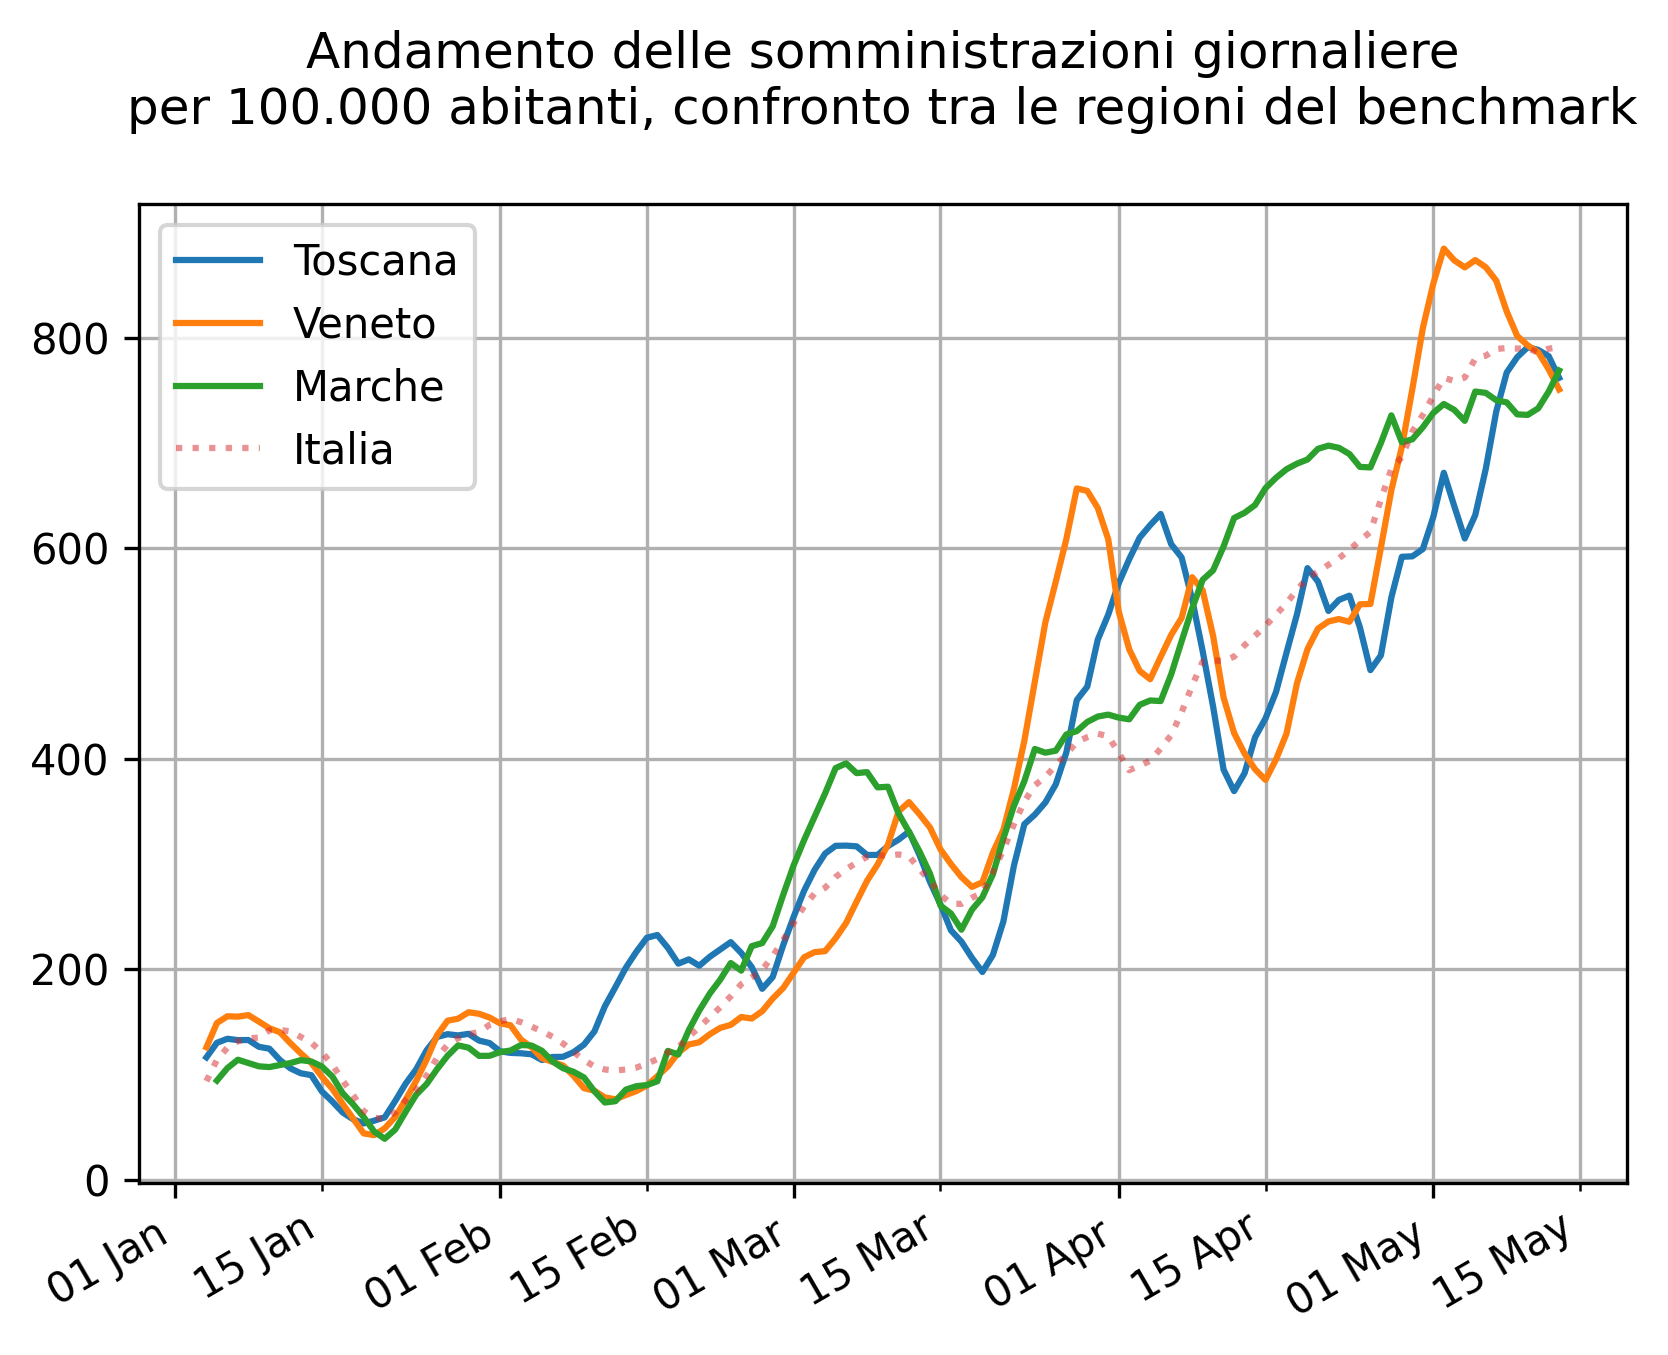 Andamento delle somministrazioni giornaliere
per 100.000 abitanti, confronto tra le regioni del benchmark
Toscana
Veneto
Marche
Italia
800
600
400
200
0
01 Jan
15 Jan
01 Feb
15 Feb
01 Mar
15 Mar
01 Apr
15 Apr
01 May
15 May